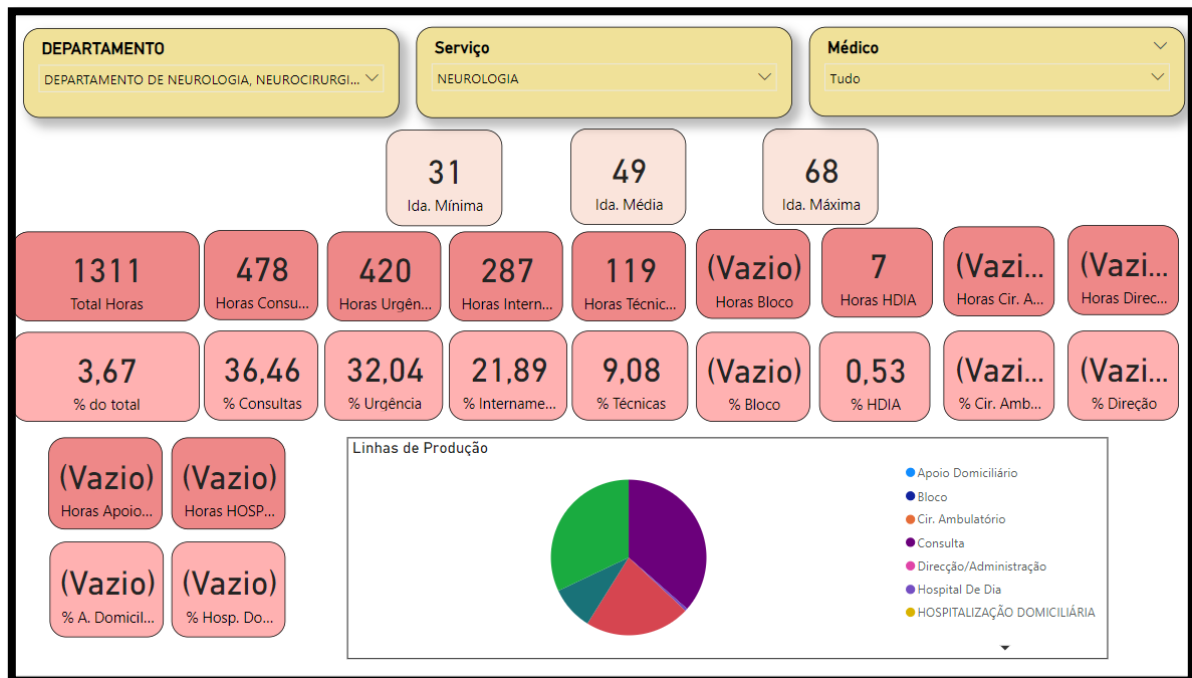 DEPARTAMENTO
DEPARTAMENTO DE NEUROLOGIA, NEUROCIRURGI...
Serviço
NEUROLOGIA
Médico
Tudo
31
Ida. Mínima
49
Ida. Média
68
Ida. Máxima
1311
Total Horas
478
Horas Consu...
420
Horas Urgên...
287
Horas Intern...
119
Horas Técnic...
(Vazio)
Horas Bloco
7
Horas HDIA
(Vazi...
Horas Cir. A...
(Vazi...
Horas Direc...
3,67
% do total
36,46
% Consultas
32,04
% Urgência
21,89
% Intername...
9,08
% Técnicas
(Vazio)
% Bloco
0,53
% HDIA
(Vazi...
% Cir. Amb...
(Vazi...
% Direção
(Vazio)
Horas Apoio...
(Vazio)
Horas HOSP...
(Vazio)
% A. Domicil...
(Vazio)
% Hosp. Do...
Linhas de Produção
Apoio Domiciliário
Bloco
Cir. Ambulatório
Consulta
Direcção/Administração
Hospital De Dia
HOSPITALIZAÇÃO DOMICILIÁRIA